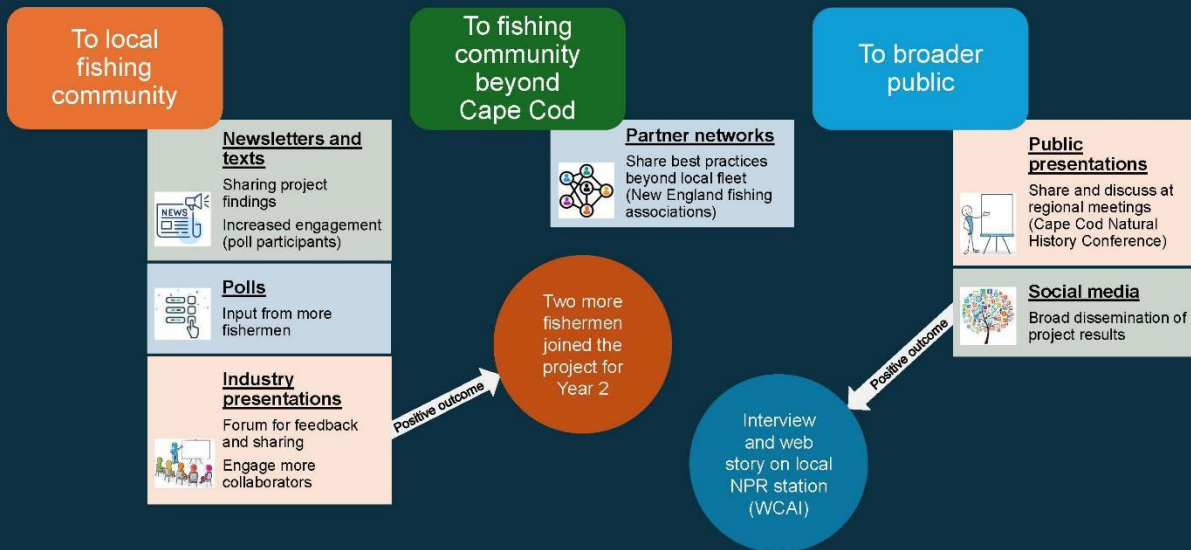 To local
fishing
community
Newsletters and
texts
Sharing project
findings
Increased engagement
(poll participants)
NEWS
Polls
Input from more
fishermen
Industry
presentations
Forum for feedback
and sharing
Engage more
collaborators
Positive outcome
Two more
fishermen
joined the
project for
Year 2
To fishing
community
beyond
Cape Cod
Partner networks
Share best practices
beyond local fleet
(New England fishing
associations)
To broader
public
Public
presentations
Share and discuss at
regional meetings
(Cape Cod Natural
History Conference)
Social media
Broad dissemination of
project results
Positive outcome
Interview
and web
story on local
NPR station
(WCAI)